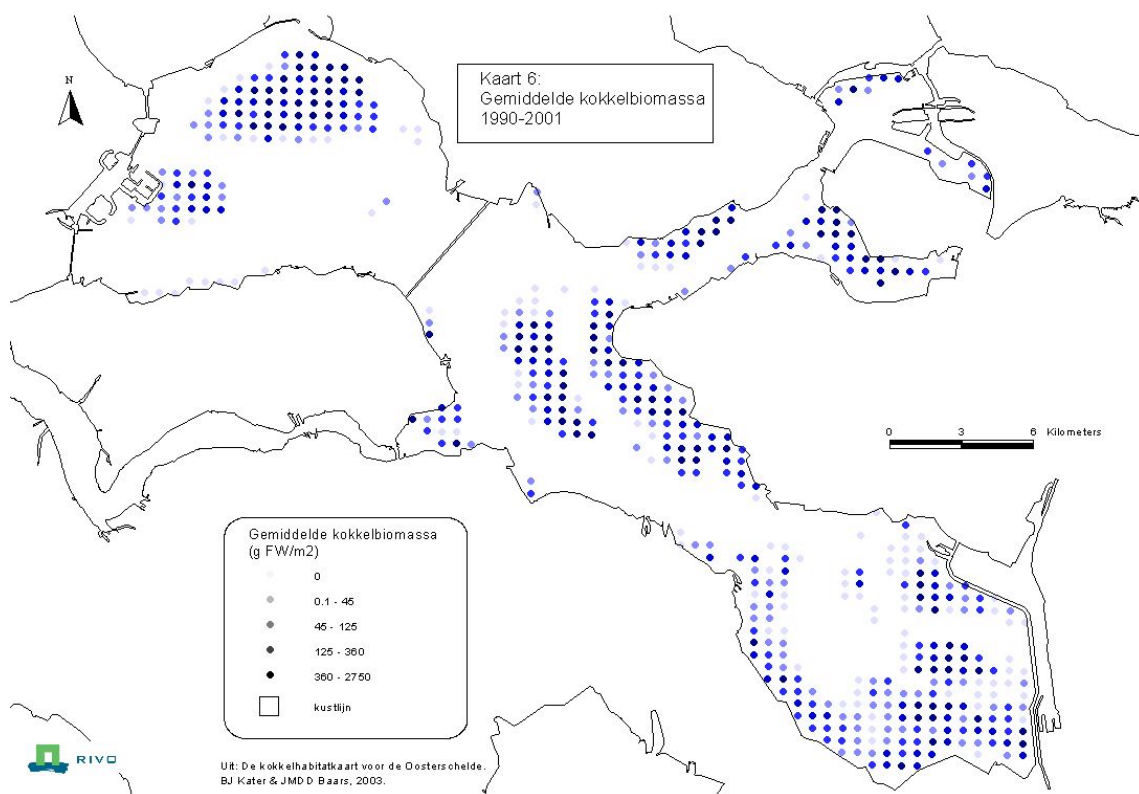 Kaart 6:
Gemiddelde kokkelbiomassa
1990-2001
N
0 3 6 Kilometers
Gemiddelde kokkelbiomassa
(g FW/m2)
0
0.1 - 45
45 - 125
125 - 360
360 - 2750
kustlijn
RIVO
Uit: De kokkelhabitatkaart voor de Oosterschelde.
BJ Kater & JMDD Baars, 2003.